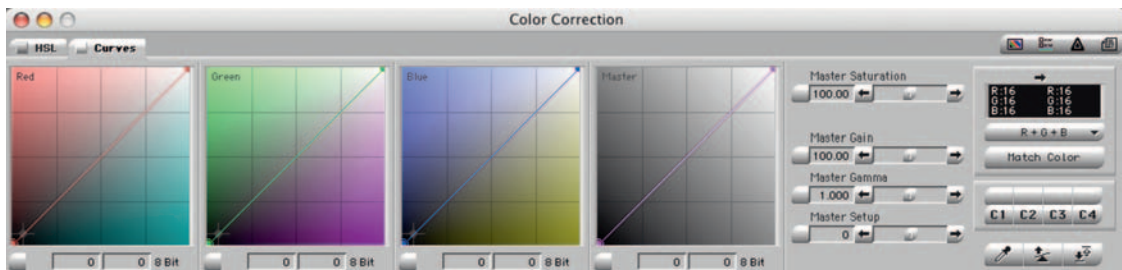 Color Correction
HSL Curves
Red
Green
Blue
Master
0 0 8 Bit
0 0 8 Bit
0 0 8 Bit
0 0 8 Bit
Master Saturation
100.00
Master Gain
100.00
Master Gamma
1.000
Master Setup
0
R:16 R:16
G:16 G:16
B:16 B:16
R + G + B
Match Color
C1 C2 C3 C4